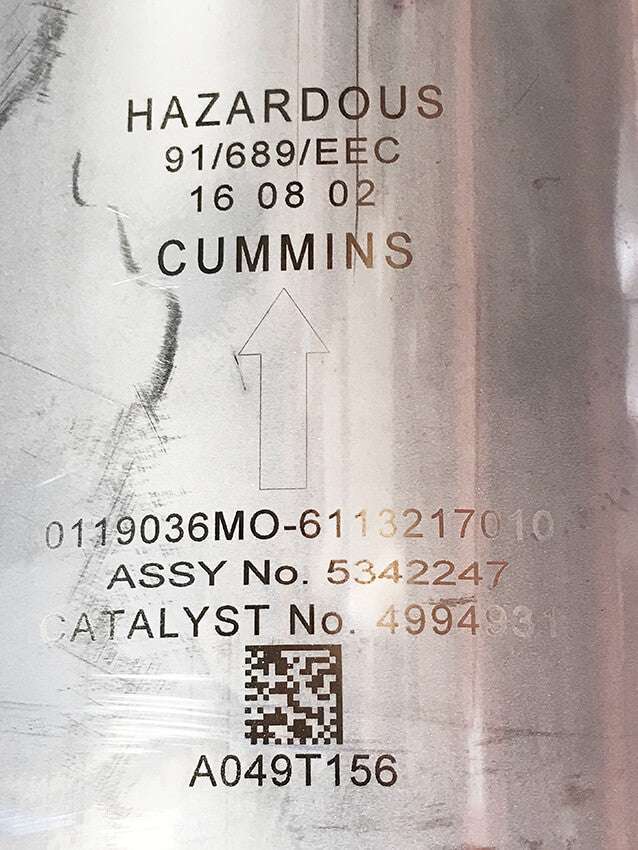 HAZARDOUS
91/689/EEC
16 08 02
CUMMINS
0119036MO-6113217010
ASSY No. 5342247
CATALYST No. 4994931
A049T156